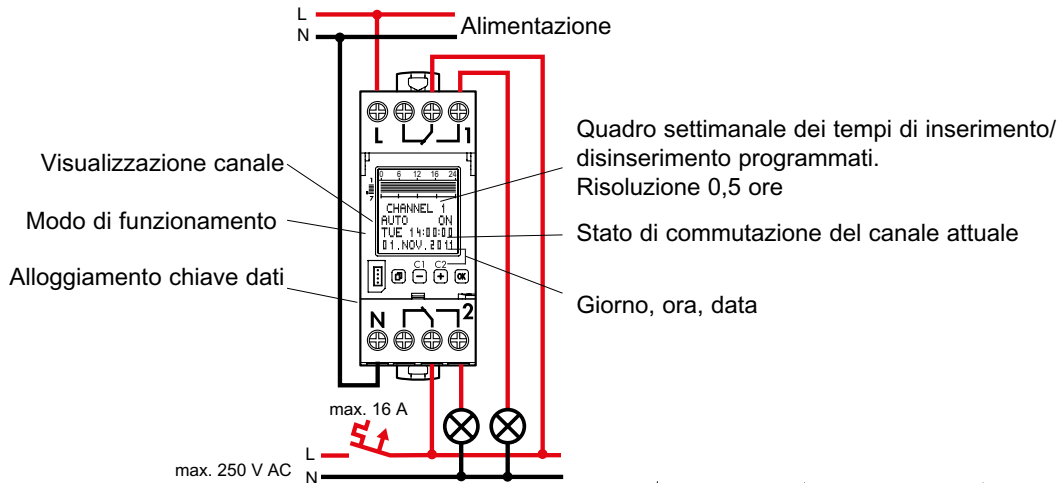 L
N
Alimentazione
L
1
Quadro settimanale dei tempi di inserimento/
disinserimento programmati.
Risoluzione 0,5 ore
Visualizzazione canale
0 6 12 16 24
1
7
CHANNEL 1
AUTO ON
TUE 14:00:00
01.NOV.2011
Modo di funzionamento
Stato di commutazione del canale attuale
Alloggiamento chiave dati
C1 C2
− + OK
Giorno, ora, data
N
2
max. 16 A
L
max. 250 V AC
N